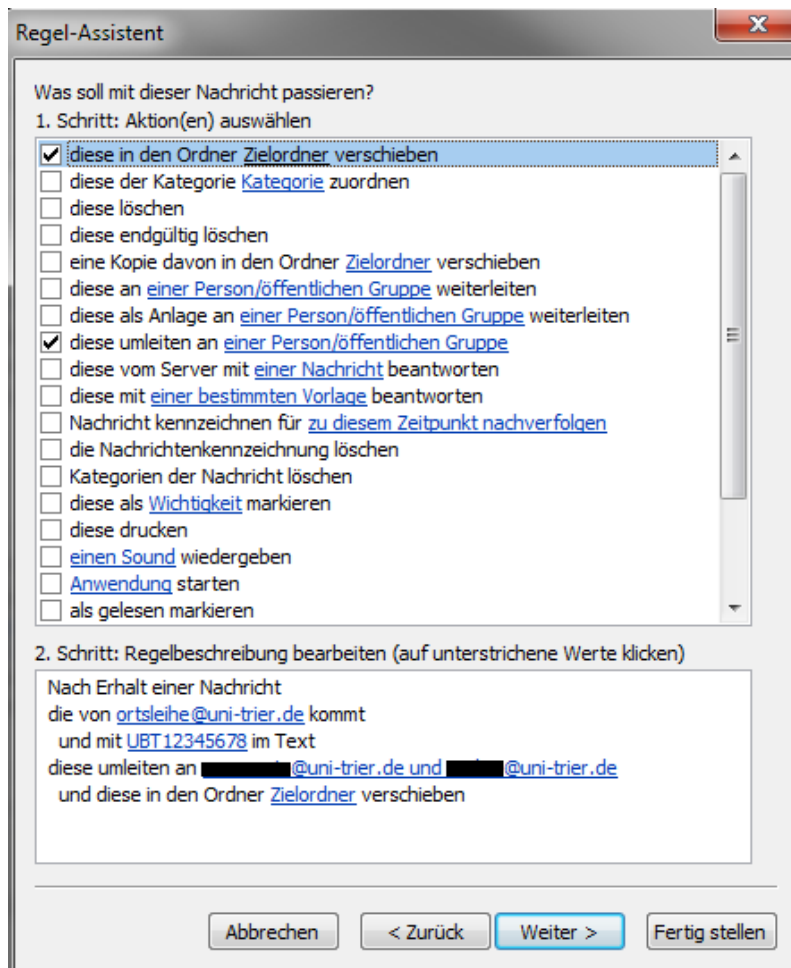 Regel-Assistent
Was soll mit dieser Nachricht passieren?
1. Schritt: Aktion(en) auswählen
diese in den Ordner Zielordner verschieben
diese der Kategorie Kategorie zuordnen
diese löschen
diese endgültig löschen
eine Kopie davon in den Ordner Zielordner verschieben
diese an einer Person/öffentlichen Gruppe weiterleiten
diese als Anlage an einer Person/öffentlichen Gruppe weiterleiten
diese umleiten an einer Person/öffentlichen Gruppe
diese vom Server mit einer Nachricht beantworten
diese mit einer bestimmten Vorlage beantworten
Nachricht kennzeichnen für zu diesem Zeitpunkt nachverfolgen
die Nachrichtenkennzeichnung löschen
Kategorien der Nachricht löschen
diese als Wichtigkeit markieren
diese drucken
einen Sound wiedergeben
Anwendung starten
als gelesen markieren
2. Schritt: Regelbeschreibung bearbeiten (auf unterstrichene Werte klicken)
Nach Erhalt einer Nachricht
die von ortsleihe@uni-trier.de kommt
und mit UBT12345678 im Text
diese umleiten an @uni-trier.de und @uni-trier.de
und diese in den Ordner Zielordner verschieben
Abbrechen < Zurück Weiter > Fertig stellen